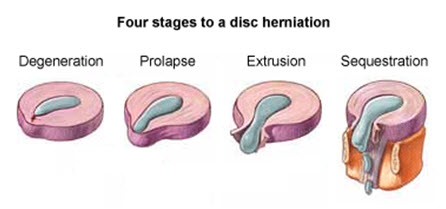 Four stages to a disc herniation
Degeneration
Prolapse
Extrusion
Sequestration